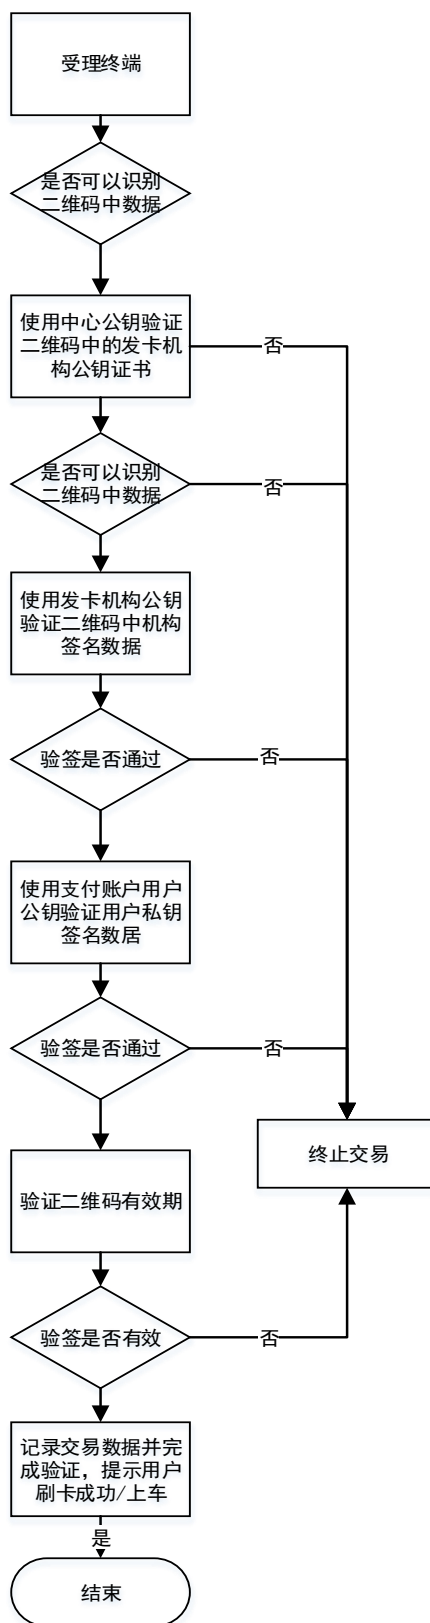 受理终端
是否可以识别
二维码中数据
使用中心公钥验证
二维码中的发卡机
构公钥证书
否
是否可以识别
二维码中数据
否
使用发卡机构公钥
验证二维码中机构
签名数据
验签是否通过
否
使用支付账户用户
公钥验证用户私钥
签名数居
验签是否通过
否
终止交易
验证二维码有效期
验签是否有效
否
记录交易数据并完
成验证，提示用户
刷卡成功/上车
是
结束